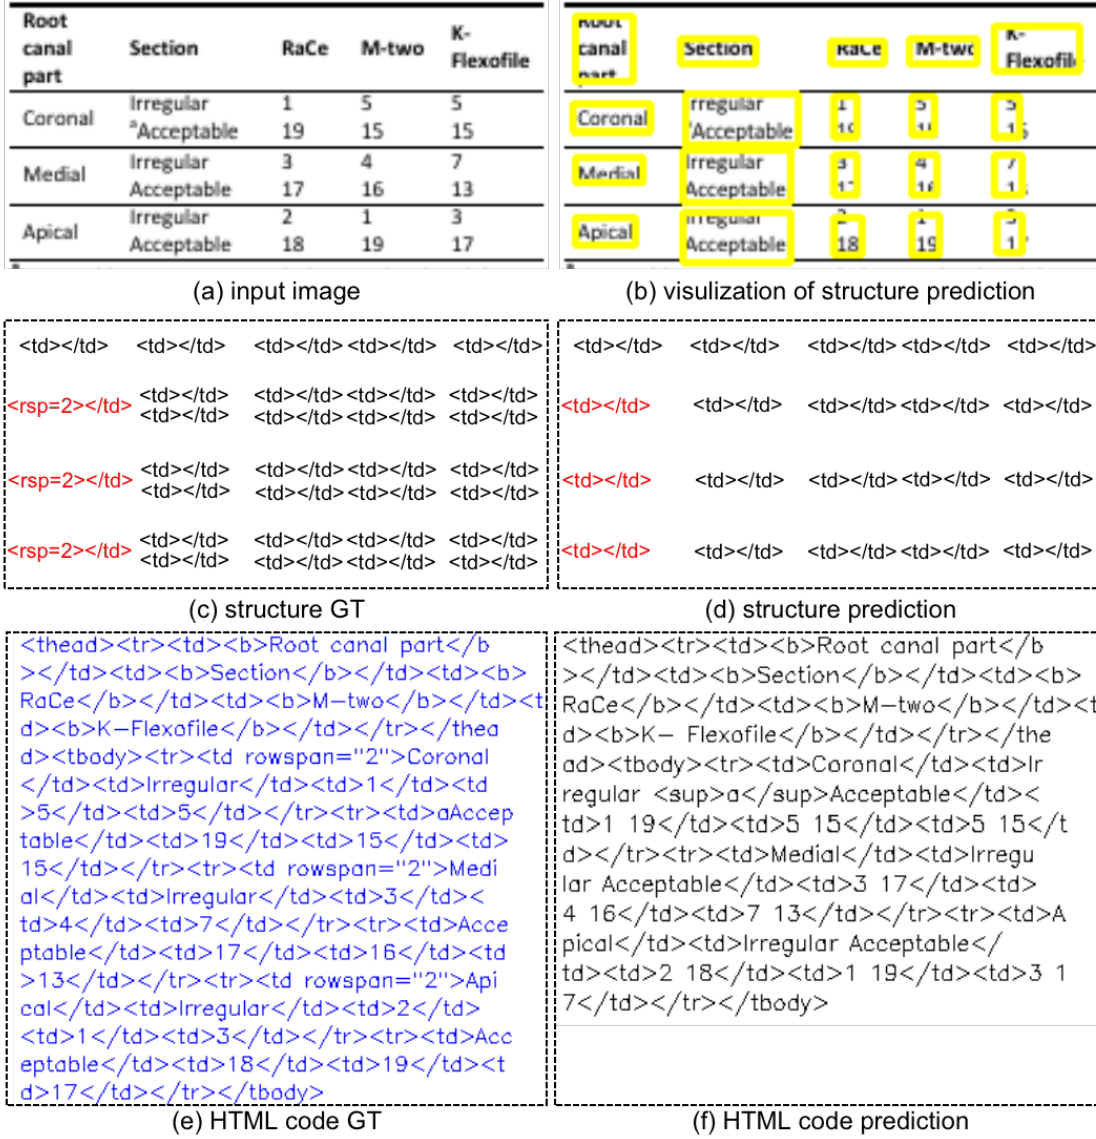 Root canal part Section RaCe M-two K-Flexofile
Coronal Irregular 1 5 5
ᵃAcceptable 19 15 15
Medial Irregular 3 4 7
Acceptable 17 16 13
Apical Irregular 2 1 3
Acceptable 18 19 17
(a) input image
canal Section RaCe
Flexofile
Coronal Acceptable
Medial Irregular 3 4 7
Acceptable
Apical Acceptable 18 19
(b) visulization of structure prediction
<td></td> <td></td> <td></td> <td></td> <td></td>
<rsp=2></td> <td></td> <td></td> <td></td> <td></td>
<td></td> <td></td> <td></td> <td></td>
<rsp=2></td> <td></td> <td></td> <td></td> <td></td>
<td></td> <td></td> <td></td> <td></td>
<rsp=2></td> <td></td> <td></td> <td></td> <td></td>
<td></td> <td></td> <td></td> <td></td>
(c) structure GT
<td></td> <td></td> <td></td> <td></td> <td></td>
<td></td> <td></td> <td></td> <td></td> <td></td>
<td></td> <td></td> <td></td> <td></td> <td></td>
<td></td> <td></td> <td></td> <td></td> <td></td>
(d) structure prediction
<thead><tr><td><b>Root canal part</b
></td><td><b>Section</b></td><td><b>
RaCe</b></td><td><b>M-two</b></td><t
d><b>K-Flexofile</b></td></tr></thea
d><tbody><tr><td rowspan="2">Coronal
</td><td>Irregular</td><td>1</td><td
>5</td><td>5</td></tr><tr><td>aAccep
table</td><td>19</td><td>15</td><td>
15</td></tr><tr><td rowspan="2">Medi
al</td><td>Irregular</td><td>3</td><
td>4</td><td>7</td></tr><tr><td>Acce
ptable</td><td>17</td><td>16</td><td
>13</td></tr><tr><td rowspan="2">Api
cal</td><td>Irregular</td><td>2</td>
<td>1</td><td>3</td></tr><tr><td>Acc
eptable</td><td>18</td><td>19</td><t
d>17</td></tr></tbody>
(e) HTML code GT
<thead><tr><td><b>Root canal part</b
></td><td><b>Section</b></td><td><b>
RaCe</b></td><td><b>M-two</b></td><t
d><b>K- Flexofile</b></td></tr></the
ad><tbody><tr><td>Coronal</td><td>Ir
regular <sup>a</sup>Acceptable</td><
td>1 19</td><td>5 15</td><td>5 15</t
d></tr><tr><td>Medial</td><td>Irregu
lar Acceptable</td><td>3 17</td><td>
4 16</td><td>7 13</td></tr><tr><td>A
pical</td><td>Irregular Acceptable</
td><td>2 18</td><td>1 19</td><td>3 1
7</td></tr></tbody>
(f) HTML code prediction